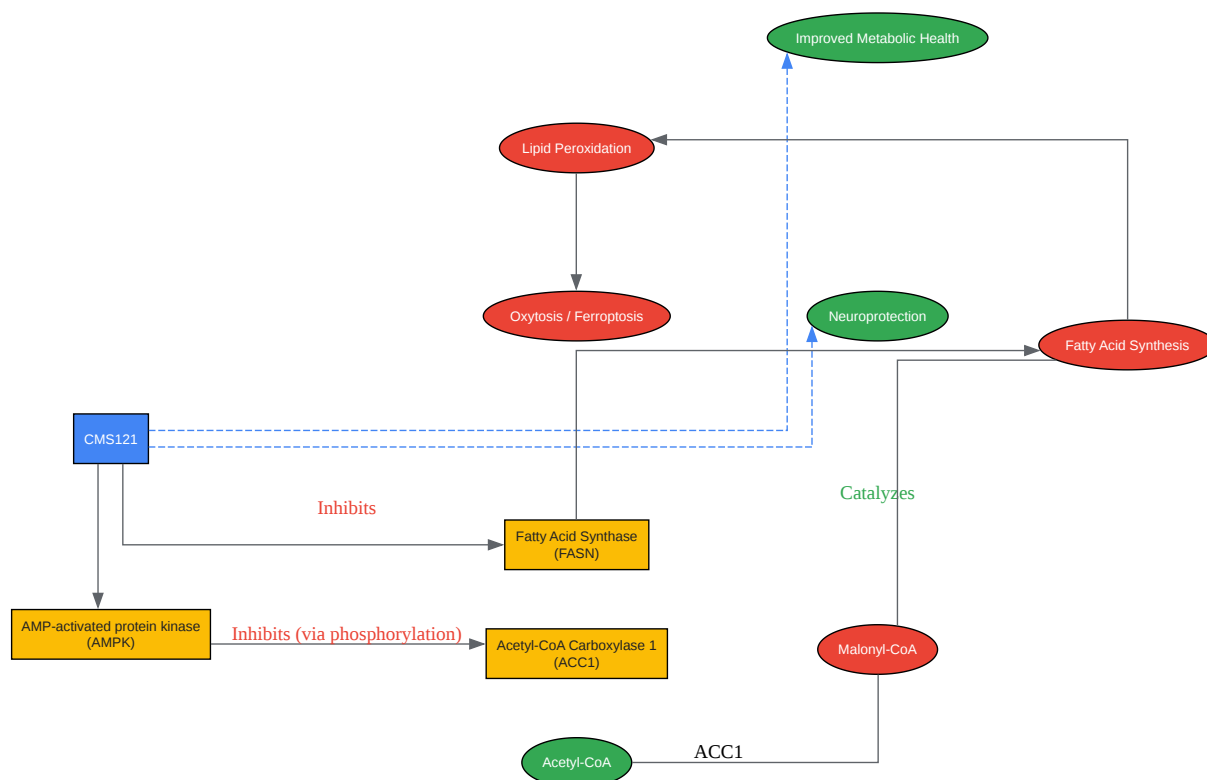 Improved Metabolic Health
Lipid Peroxidation
Oxytosis / Ferroptosis
Neuroprotection
Fatty Acid Synthesis
CMS121
Catalyzes
Inhibits
Fatty Acid Synthase
(FASN)
AMP-activated protein kinase
(AMPK)
Inhibits (via phosphorylation)
Acetyl-CoA Carboxylase 1
(ACC1)
Malonyl-CoA
ACC1
Acetyl-CoA